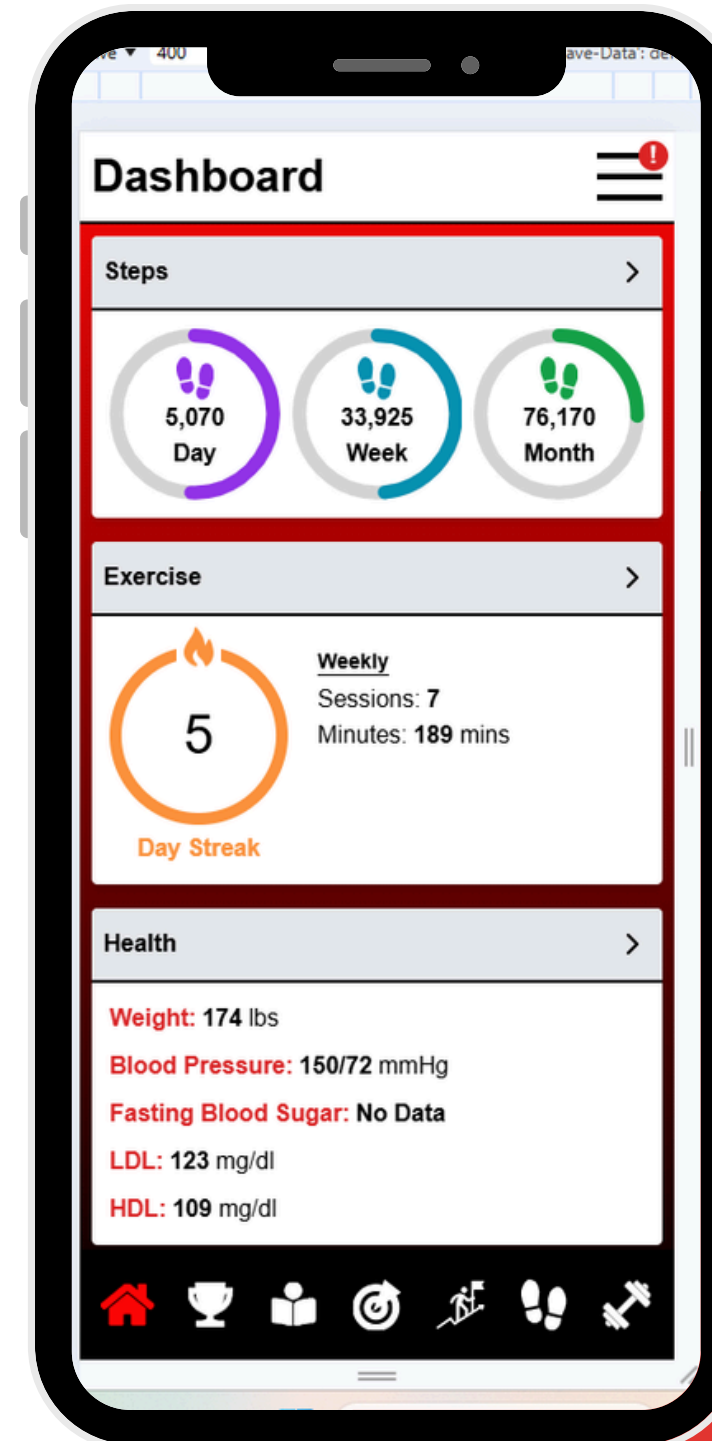 400
Dashboard
!
Steps
5,070
Day
33,925
Week
76,170
Month
Exercise
5
Day Streak
Weekly
Sessions: 7
Minutes: 189 mins
Health
Weight: 174 lbs
Blood Pressure: 150/72 mmHg
Fasting Blood Sugar: No Data
LDL: 123 mg/dl
HDL: 109 mg/dl